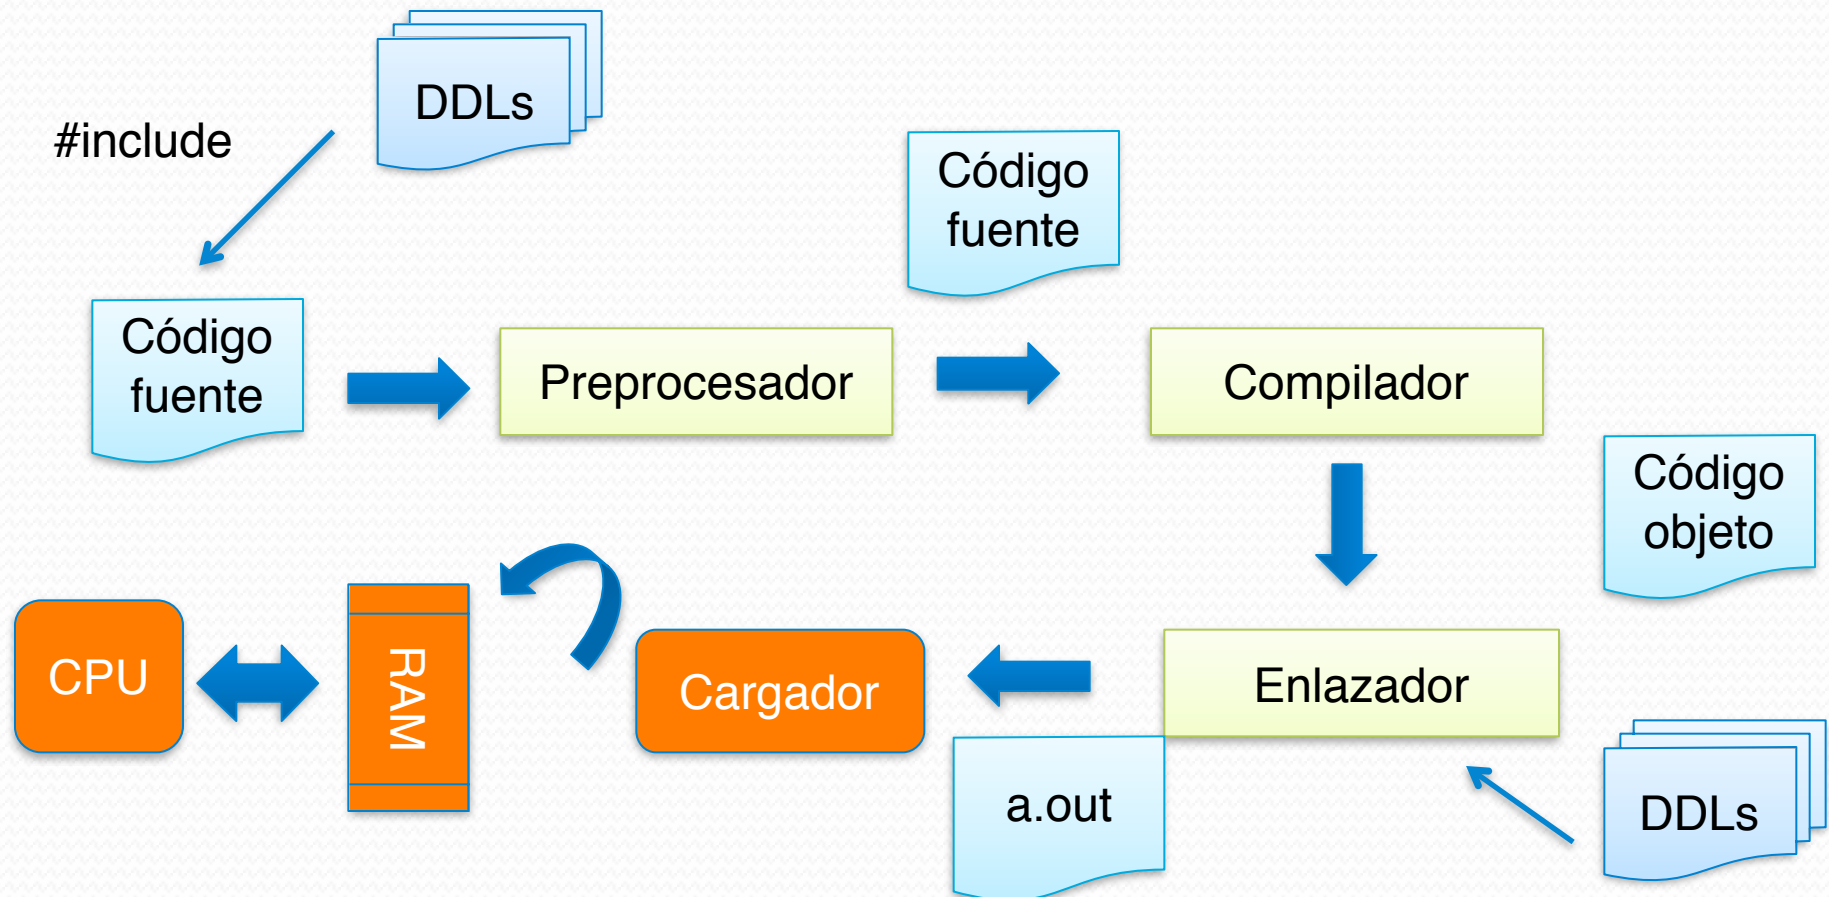 DDLs
#include
Código
fuente
Código
fuente
Preprocesador
Compilador
Código
objeto
CPU
RAM
Cargador
Enlazador
a.out
DDLs